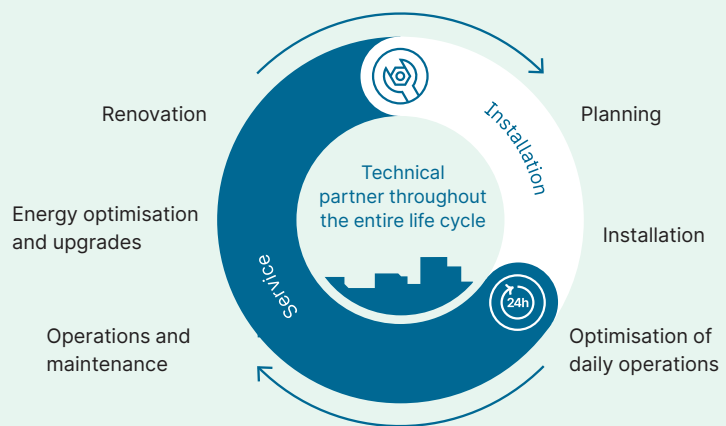 Renovation
Planning
Installation
Technical
partner throughout
the entire life cycle
Energy optimisation
and upgrades
Installation
Service
24h
Operations and
maintenance
Optimisation of
daily operations